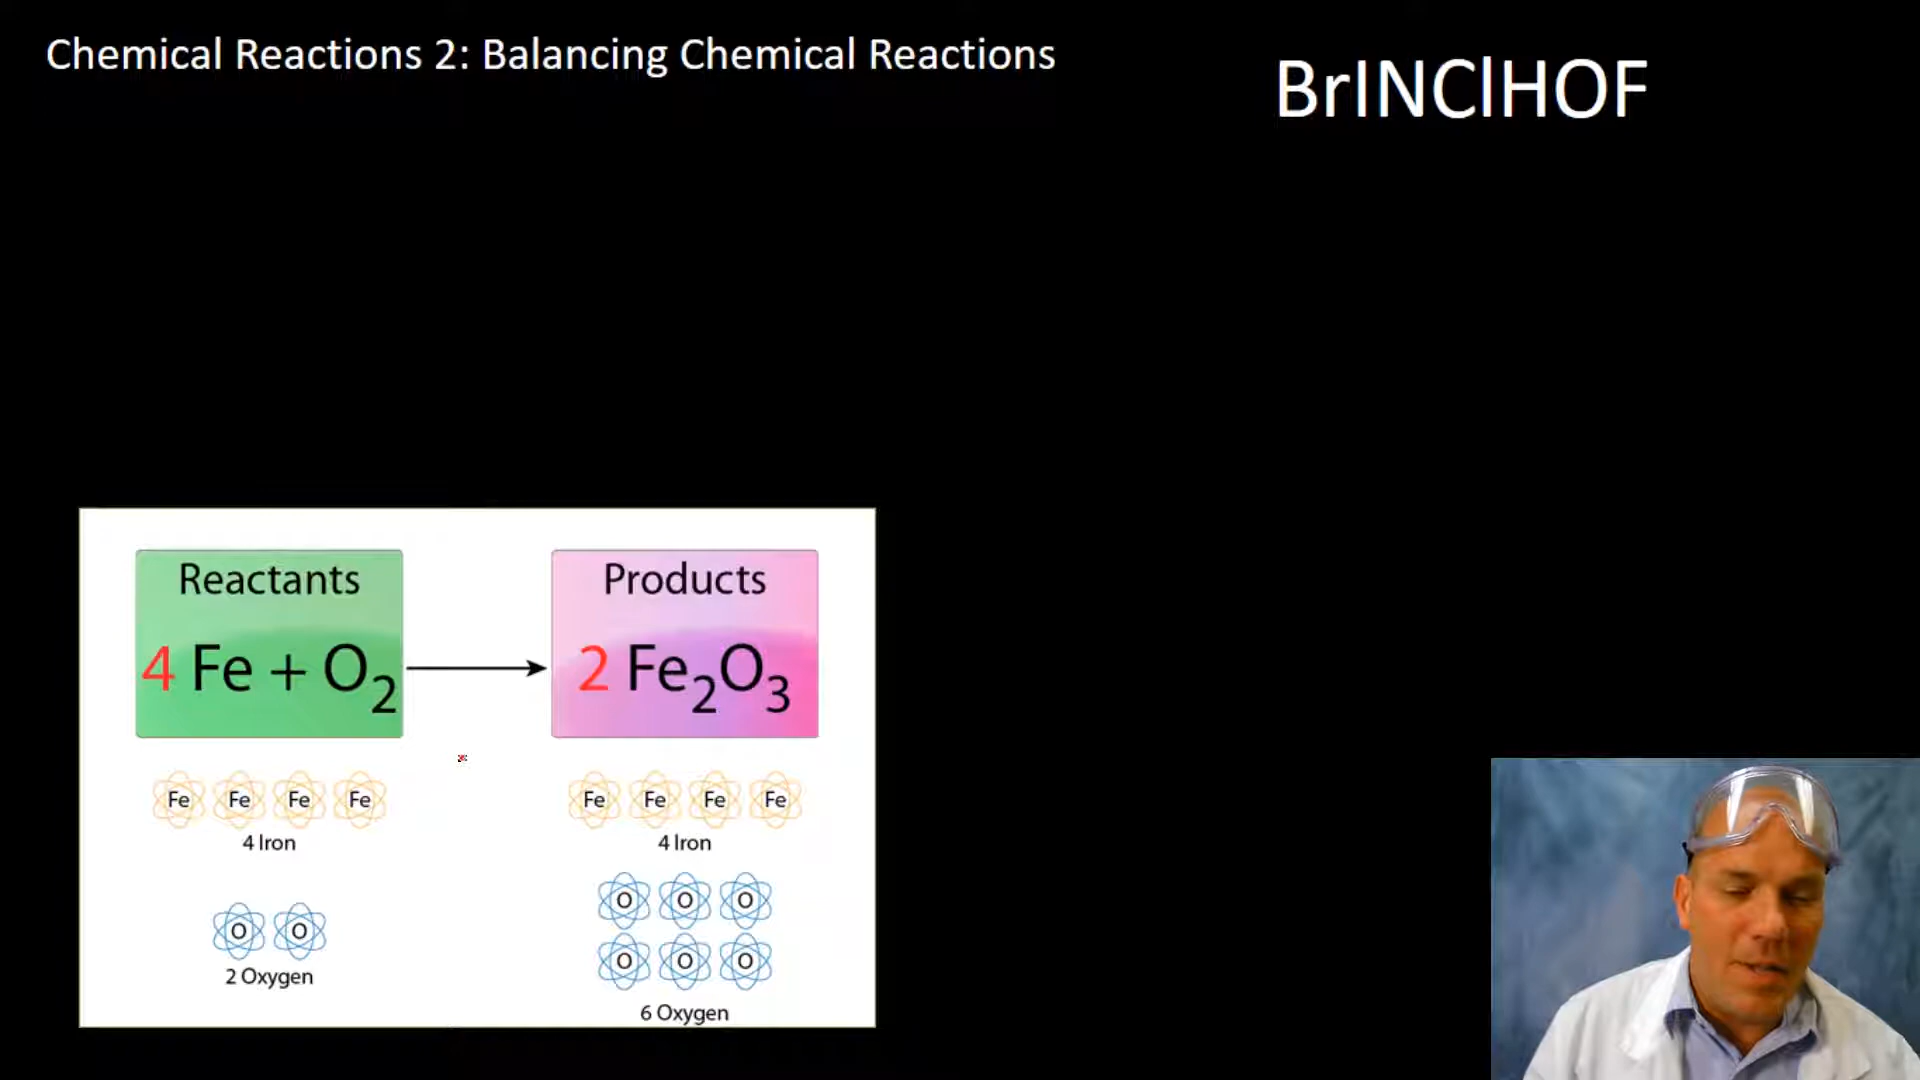 Chemical Reactions 2: Balancing Chemical Reactions
BrINClHOF
Reactants
Products
4 Fe + O₂
2 Fe₂O₃
Fe Fe Fe Fe
4 Iron
Fe Fe Fe Fe
4 Iron
O O
2 Oxygen
O O O
O O O
6 Oxygen